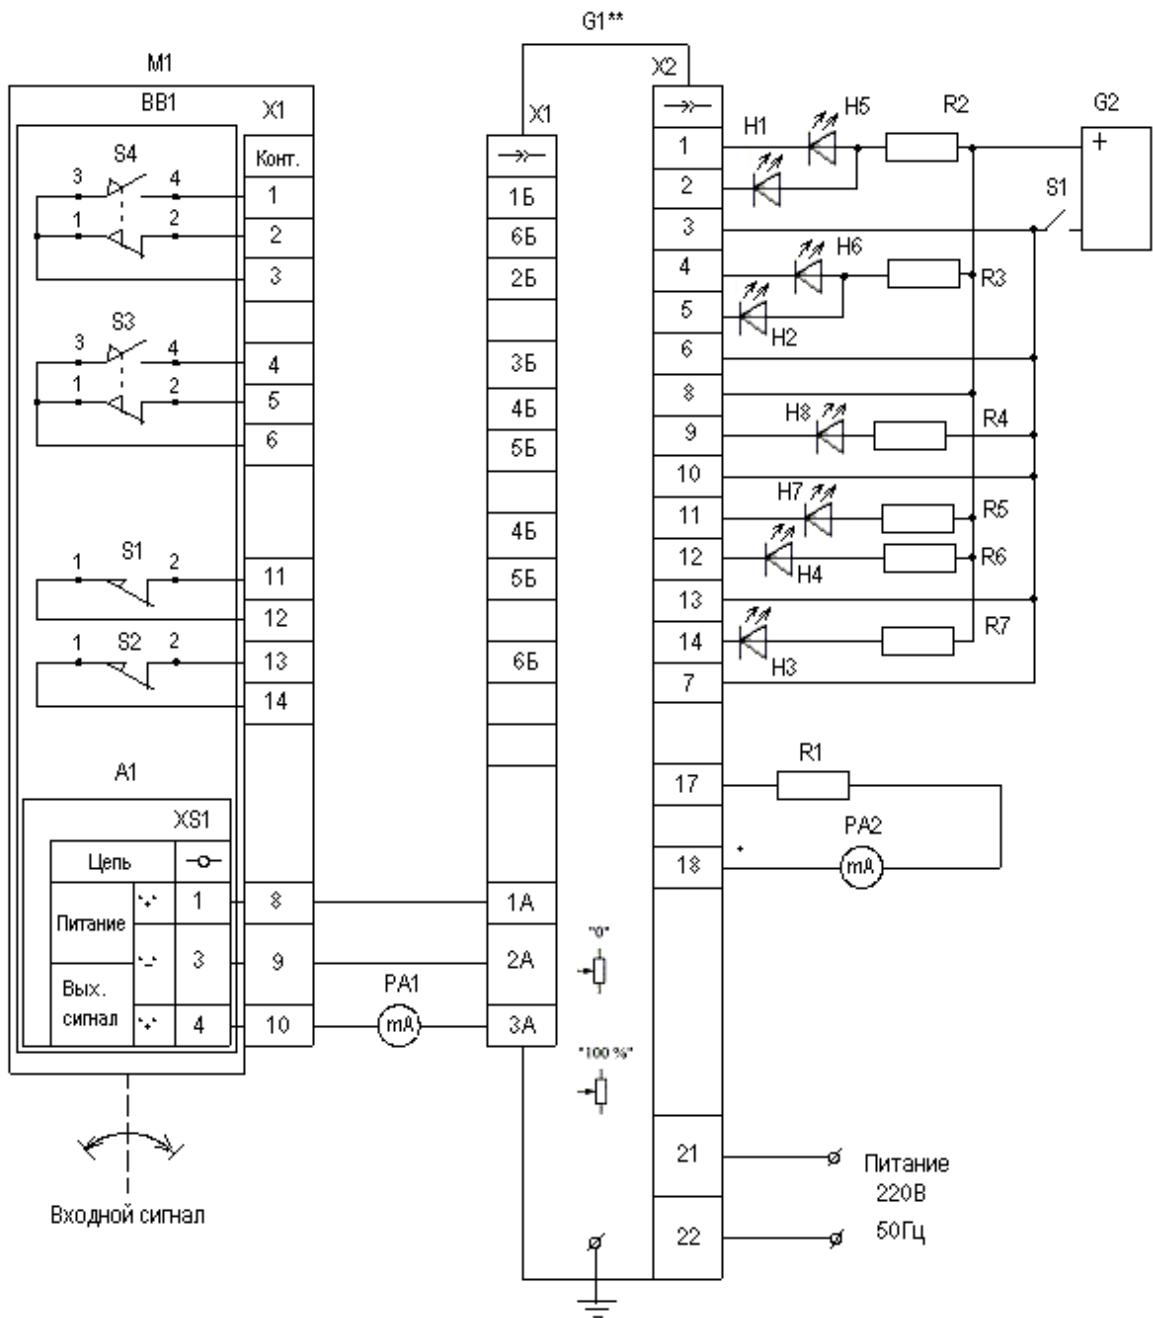 G1**
M1
X2
BB1
X1
X1
H1
H5
R2
G2
S4
Конт.
1
+
3
4
1
1Б
2
S1
1
2
2
6Б
3
3
2Б
4
H6
R3
5
H2
S3
6
3
4
4
3Б
8
1
2
5
4Б
9
H8
R4
6
5Б
10
H7
11
R5
4Б
S1
12
H4
R6
1
2
11
5Б
13
12
14
H3
R7
S2
1
2
13
6Б
7
14
R1
A1
17
XS1
PA2
Цепь
18
*
mA
Питание
"+"
1
8
1А
"0"
"-"
3
9
2А
Вых.
сигнал
"+"
4
10
PA1
mA
3А
"100 %"
21
Питание
220В
22
50Гц
Входной сигнал